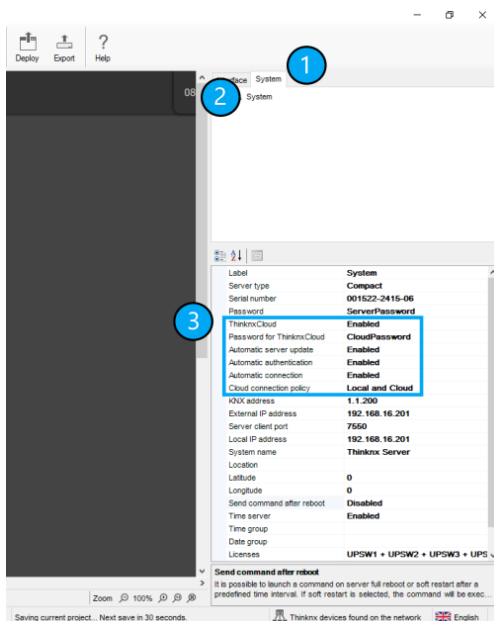 Deploy Export Help
1
Interface System
08
2
System
Label System
Server type Compact
Serial number 001522-2415-06
Password ServerPassword
3
ThinknxCloud Enabled
Password for ThinknxCloud CloudPassword
Automatic server update Enabled
Automatic authentication Enabled
Automatic connection Enabled
Cloud connection policy Local and Cloud
KNX address 1.1.200
External IP address 192.168.16.201
Server client port 7550
Local IP address 192.168.16.201
System name Thinknx Server
Location
Latitude 0
Longitude 0
Send command after reboot Disabled
Time server Enabled
Time group
Date group
Licenses UPSW1 + UPSW2 + UPSW3 + UPS
Send command after reboot
It is possible to launch a command on server full reboot or soft restart after a
predefined time interval. If soft restart is selected, the command will be exec...
Zoom 100%
Saving current project... Next save in 30 seconds. Thinknx devices found on the network English